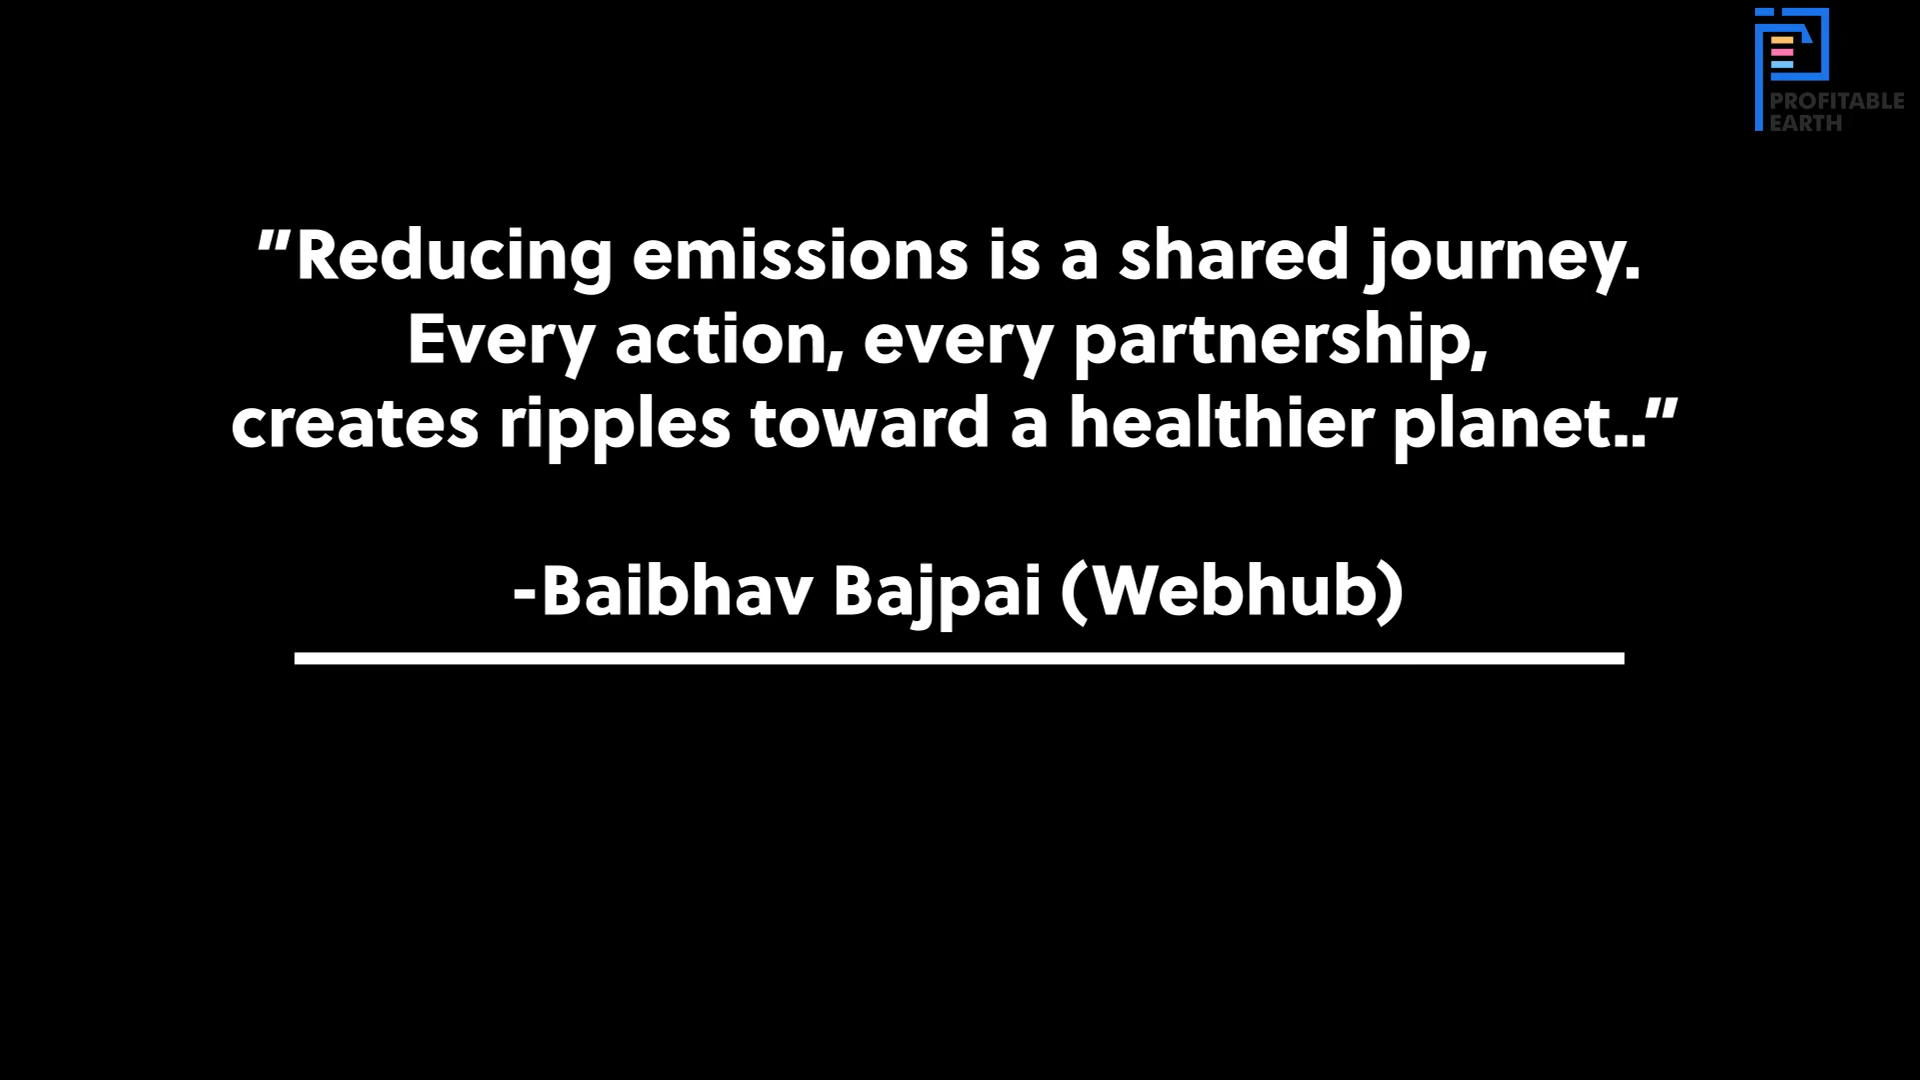 PROFITABLE
EARTH
"Reducing emissions is a shared journey.
Every action, every partnership,
creates ripples toward a healthier planet.."
-Baibhav Bajpai (Webhub)